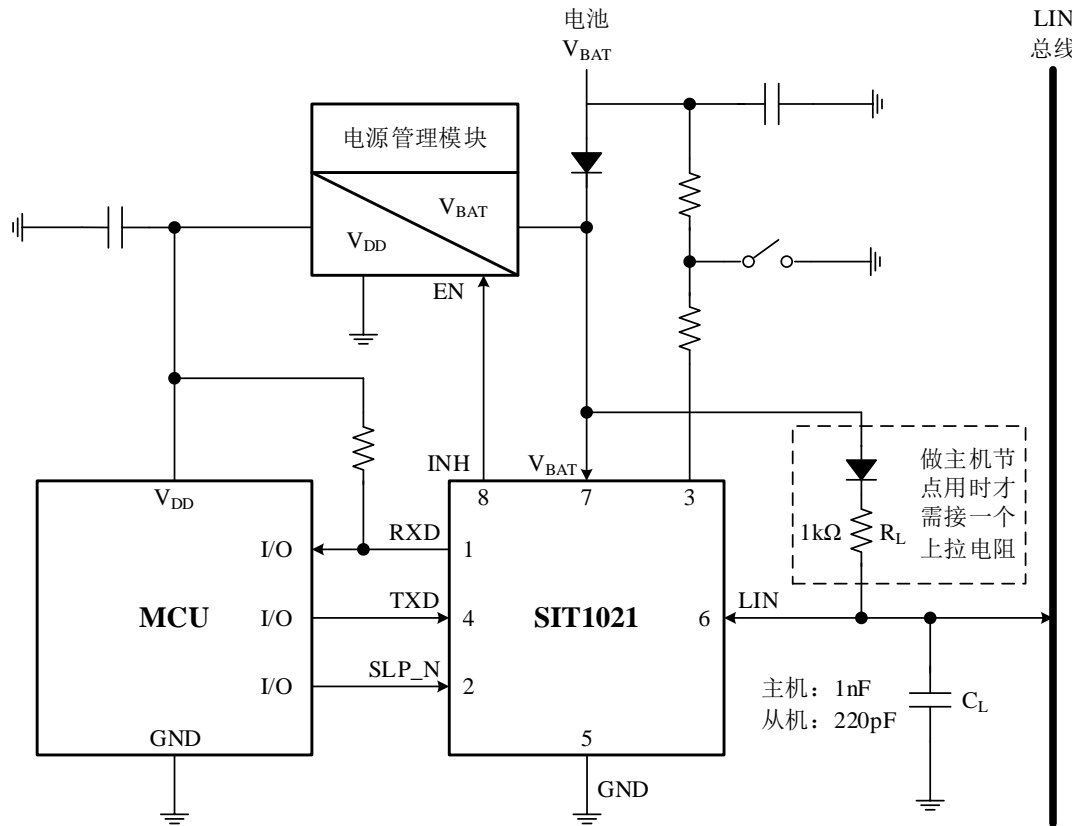 电池
V_BAT
LIN
总线
电源管理模块
V_BAT
V_DD
EN
INH
V_BAT
做主机节
点用时才
需接一个
上拉电阻
1kΩ
R_L
V_DD
8
7
3
I/O
RXD
1
MCU
I/O
TXD
4
SIT1021
6
LIN
I/O
SLP_N
2
主机：1nF
从机：220pF
C_L
GND
5
GND